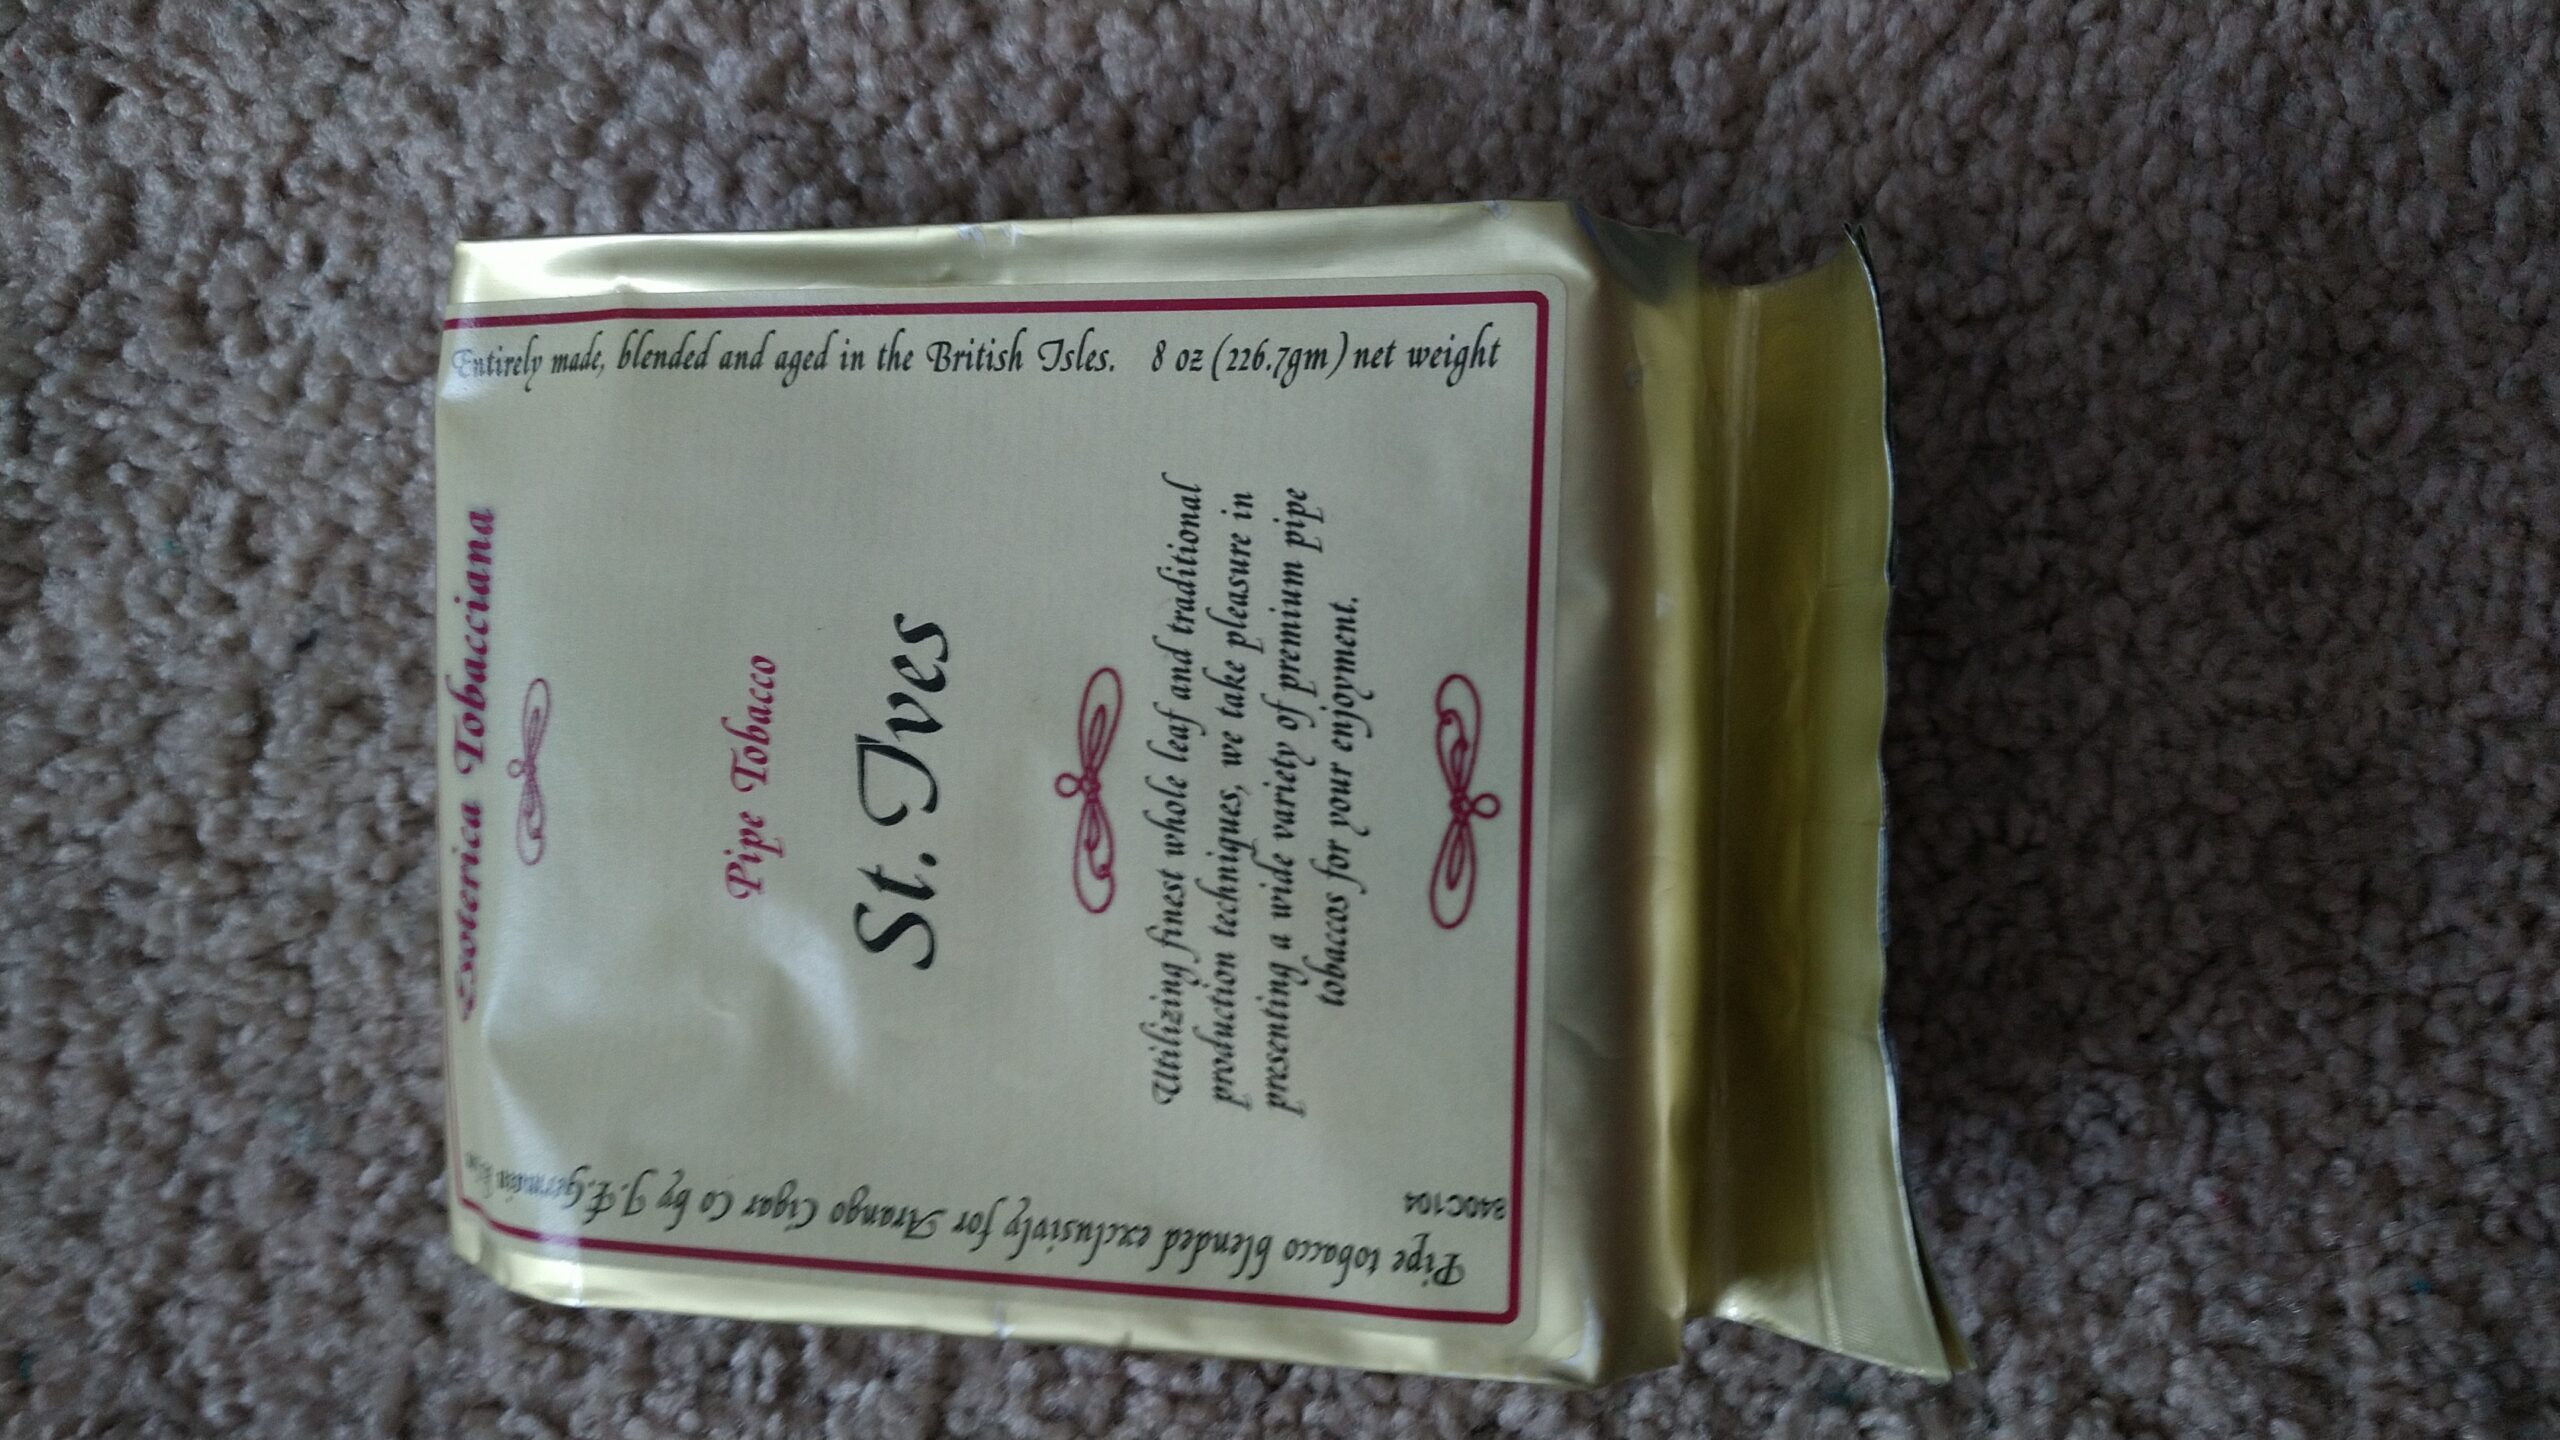 Esoterica Tobacciana
Pipe Tobacco
St. Ives
Utilizing finest whole leaf and traditional
production techniques, we take pleasure in
presenting a wide variety of premium pipe
tobaccos for your enjoyment.
Entirely made, blended and aged in the British Isles. 8 oz (226.7gm) net weight
Pipe tobacco blended exclusivly for Arango Cigar Co by J.F.Germain
840C104